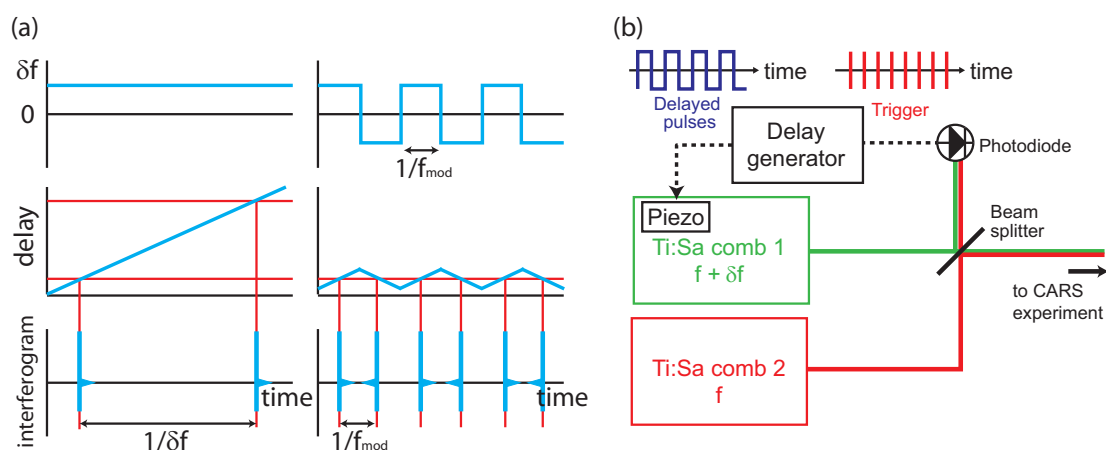 (a)
δf
0
1/fmod
delay
interferogram
time
time
1/δf
1/fmod
(b)
time
time
Delayed
pulses
Trigger
Delay
generator
Photodiode
Piezo
Ti:Sa comb 1
f + δf
Beam
splitter
to CARS
experiment
Ti:Sa comb 2
f